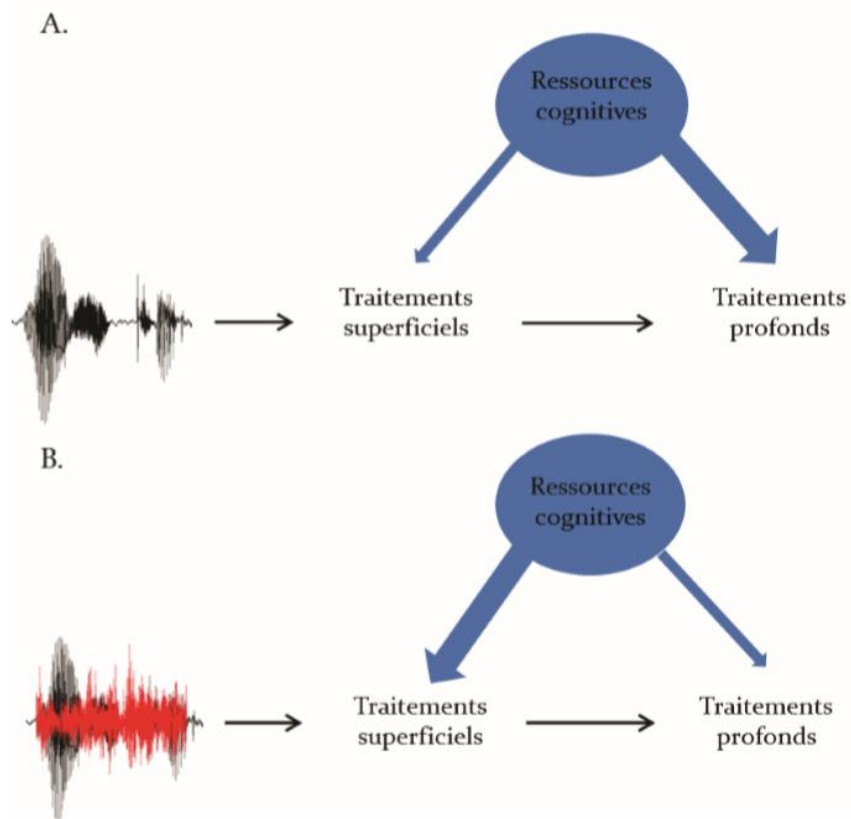 A.
Ressources
cognitives
Traitements
superficiels
Traitements
profonds
B.
Ressources
cognitives
Traitements
superficiels
Traitements
profonds